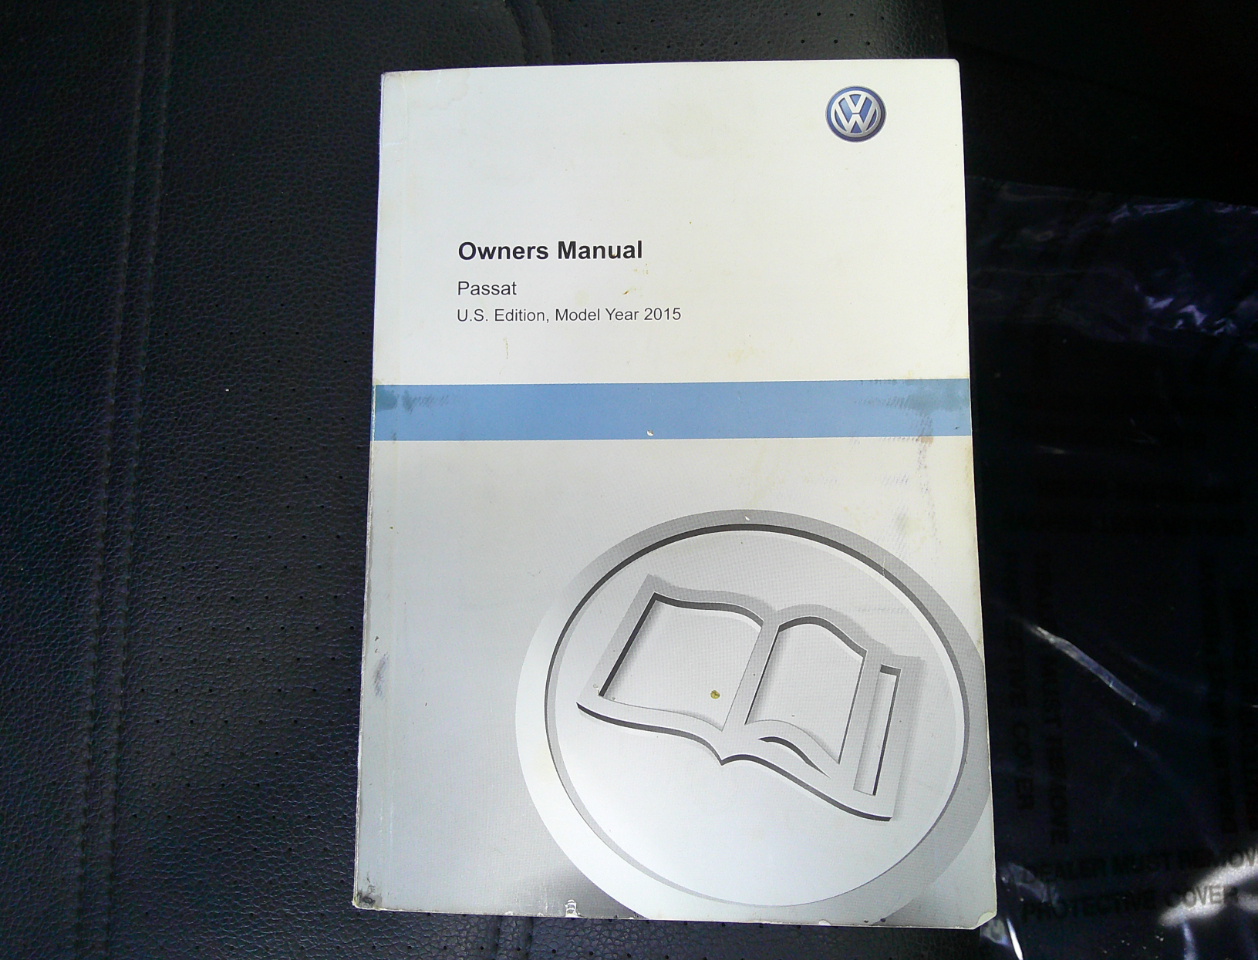 Owners Manual
Passat
U.S. Edition, Model Year 2015
DEALER MUST REMOVE
PROTECTIVE COVER